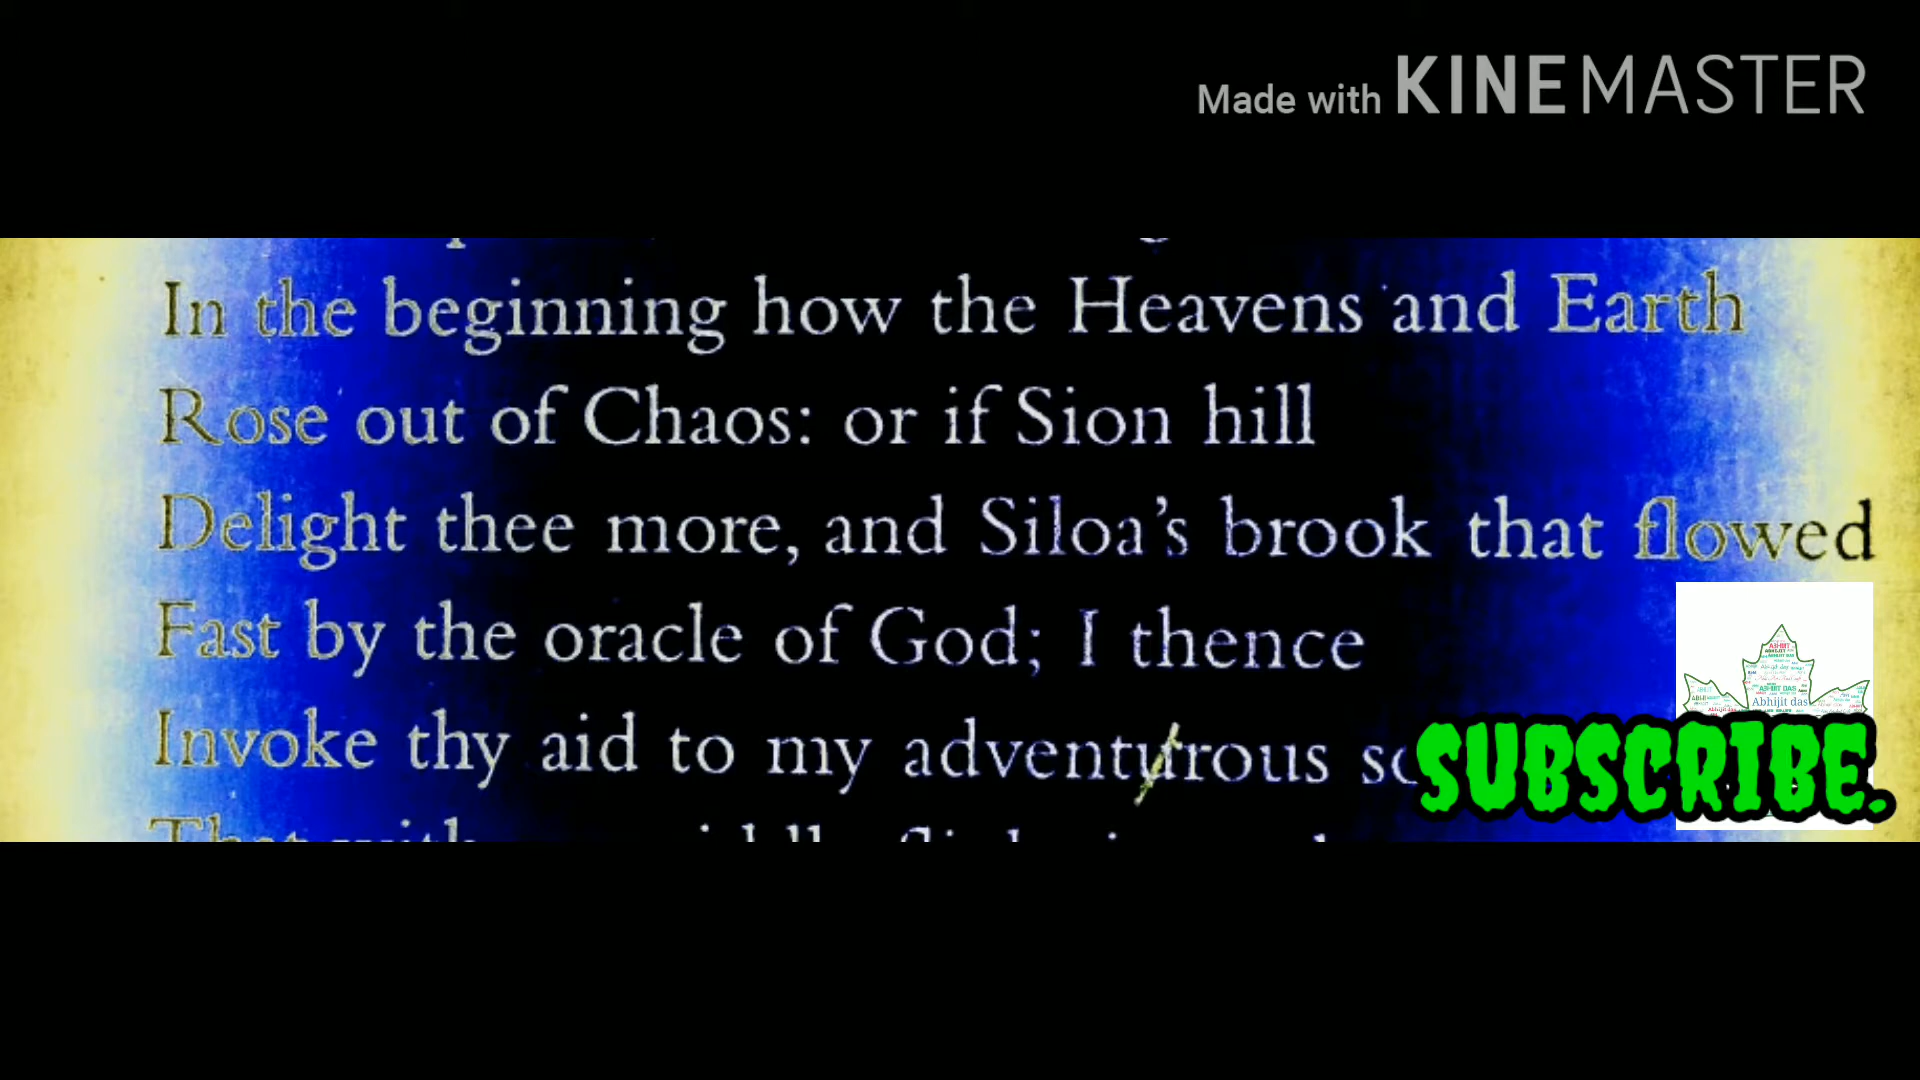 Made with KINEMASTER
In the beginning how the Heavens and Earth
Rose out of Chaos: or if Sion hill
Delight thee more, and Siloa’s brook that flowed
Fast by the oracle of God; I thence
Invoke thy aid to my adventurous
Abhijit das
SUBSCRIBE.
That with